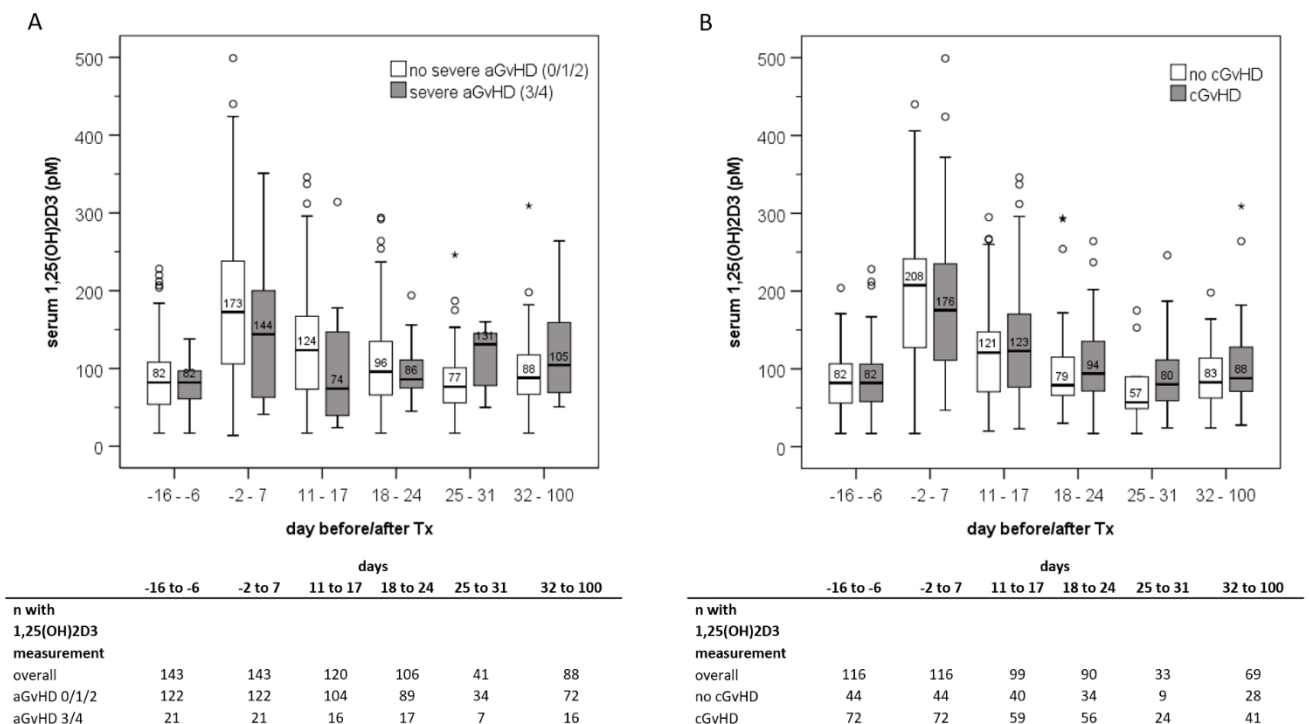 A
serum 1,25(OH)2D3 (pM)
500
400
300
200
100
0
no severe aGvHD (0/1/2)
severe aGvHD (3/4)
82
82
173
144
124
74
96
86
77
131
88
105
-16 - -6
-2 - 7
11 - 17
18 - 24
25 - 31
32 - 100
day before/after Tx
days
-16 to -6 -2 to 7 11 to 17 18 to 24 25 to 31 32 to 100
n with
1,25(OH)2D3
measurement
overall 143 143 120 106 41 88
aGvHD 0/1/2 122 122 104 89 34 72
aGvHD 3/4 21 21 16 17 7 16
B
serum 1,25(OH)2D3 (pM)
500
400
300
200
100
0
no cGvHD
cGvHD
82
82
208
176
121
123
79
94
57
80
83
88
-16 - -6
-2 - 7
11 - 17
18 - 24
25 - 31
32 - 100
day before/after Tx
days
-16 to -6 -2 to 7 11 to 17 18 to 24 25 to 31 32 to 100
n with
1,25(OH)2D3
measurement
overall 116 116 99 90 33 69
no cGvHD 44 44 40 34 9 28
cGvHD 72 72 59 56 24 41